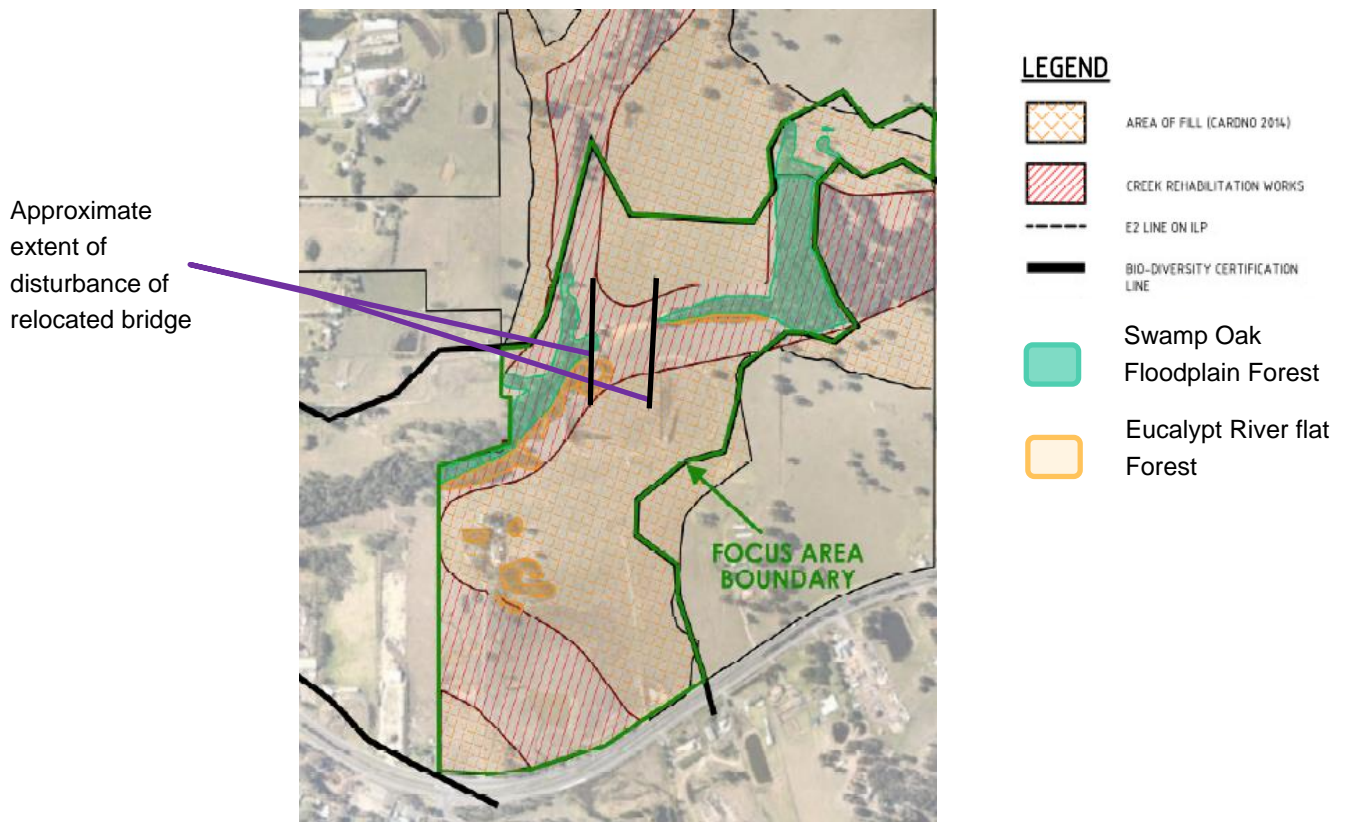 Approximate
extent of
disturbance of
relocated bridge
FOCUS AREA
BOUNDARY
LEGEND
AREA OF FILL (CARDNO 2014)
CREEK REHABILITATION WORKS
E2 LINE ON ILP
BIO-DIVERSITY CERTIFICATION
LINE
Swamp Oak
Floodplain Forest
Eucalypt River flat
Forest